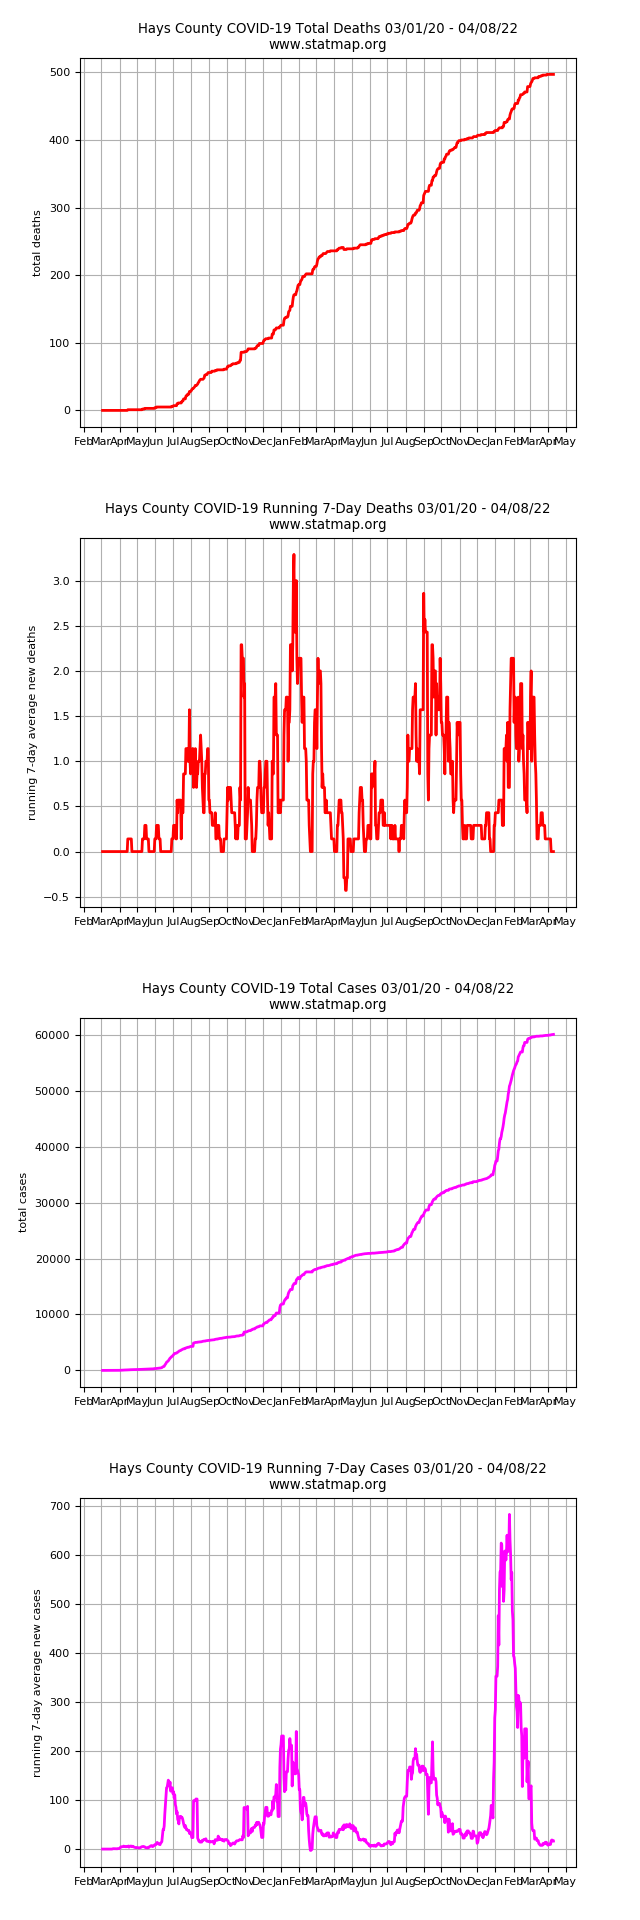 Hays County COVID-19 Total Deaths 03/01/20 - 04/08/22
www.statmap.org
500
400
300
200
100
0
total deaths
Feb Mar Apr May Jun Jul Aug Sep Oct Nov Dec Jan Feb Mar Apr May Jun Jul Aug Sep Oct Nov Dec Jan Feb Mar Apr May
Hays County COVID-19 Running 7-Day Deaths 03/01/20 - 04/08/22
www.statmap.org
3.0
2.5
2.0
1.5
1.0
0.5
0.0
−0.5
running 7-day average new deaths
Feb Mar Apr May Jun Jul Aug Sep Oct Nov Dec Jan Feb Mar Apr May Jun Jul Aug Sep Oct Nov Dec Jan Feb Mar Apr May
Hays County COVID-19 Total Cases 03/01/20 - 04/08/22
www.statmap.org
60000
50000
40000
30000
20000
10000
0
total cases
Feb Mar Apr May Jun Jul Aug Sep Oct Nov Dec Jan Feb Mar Apr May Jun Jul Aug Sep Oct Nov Dec Jan Feb Mar Apr May
Hays County COVID-19 Running 7-Day Cases 03/01/20 - 04/08/22
www.statmap.org
700
600
500
400
300
200
100
0
running 7-day average new cases
Feb Mar Apr May Jun Jul Aug Sep Oct Nov Dec Jan Feb Mar Apr May Jun Jul Aug Sep Oct Nov Dec Jan Feb Mar Apr May